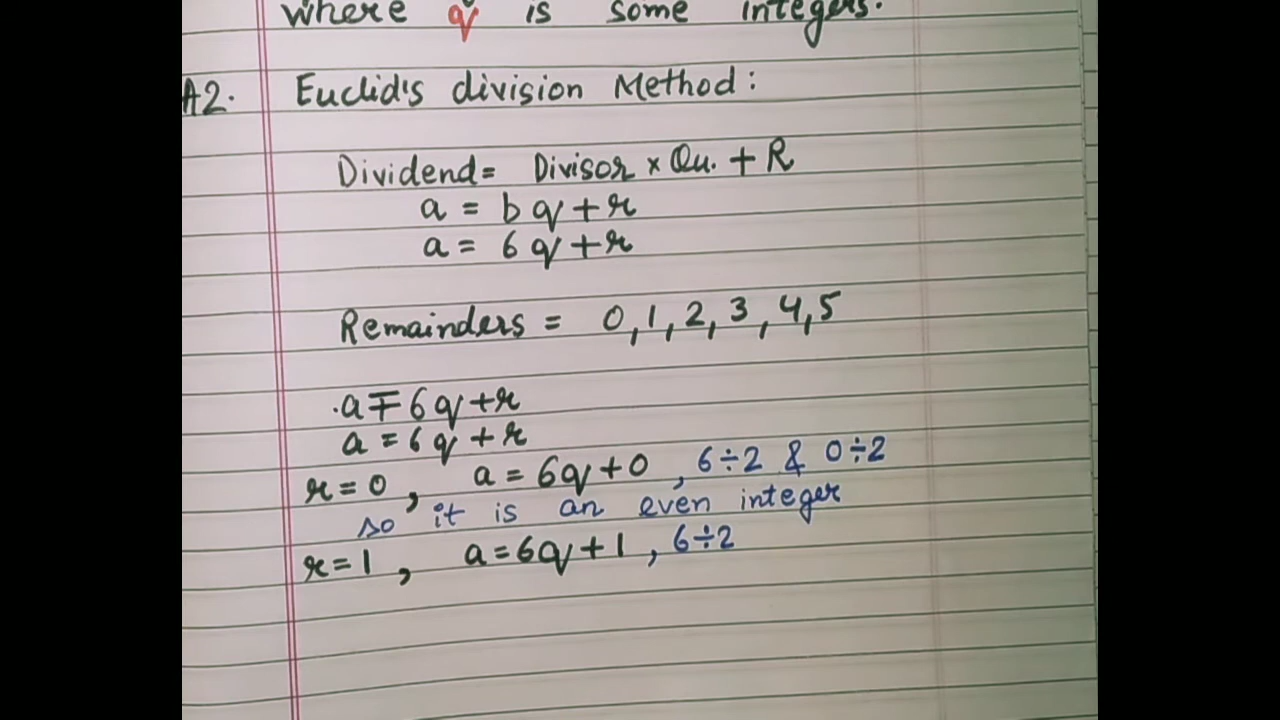 where q is some integers.
A2. Euclid's division Method:
Dividend= Divisor × Qu. + R
a = bq+r
a = 6q+r
Remainders = 0,1,2,3,4,5
.a∓6q+r
a=6q+r
r=0, a=6q+0, 6÷2 & 0÷2
so it is an even integer
r=1, a=6q+1, 6÷2